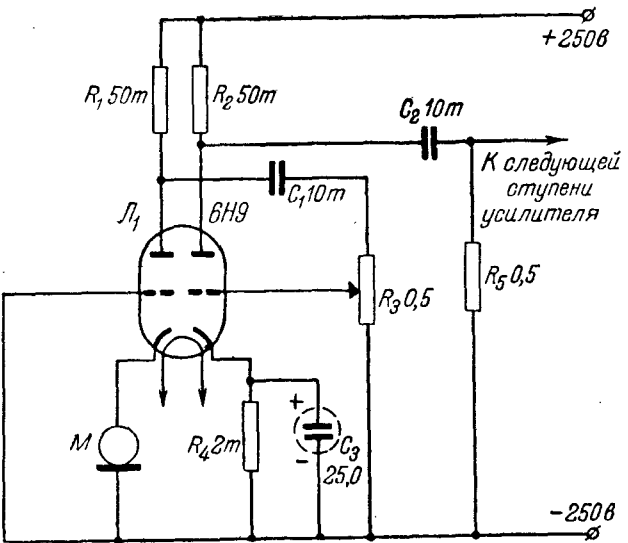 +250в
R₁ 50т
R₂ 50т
C₂ 10т
К следующей
ступени
усилителя
C₁ 10т
Л₁
6Н9
R₃ 0,5
R₅ 0,5
М
R₄ 2т
+
-
C₃
25,0
-250в